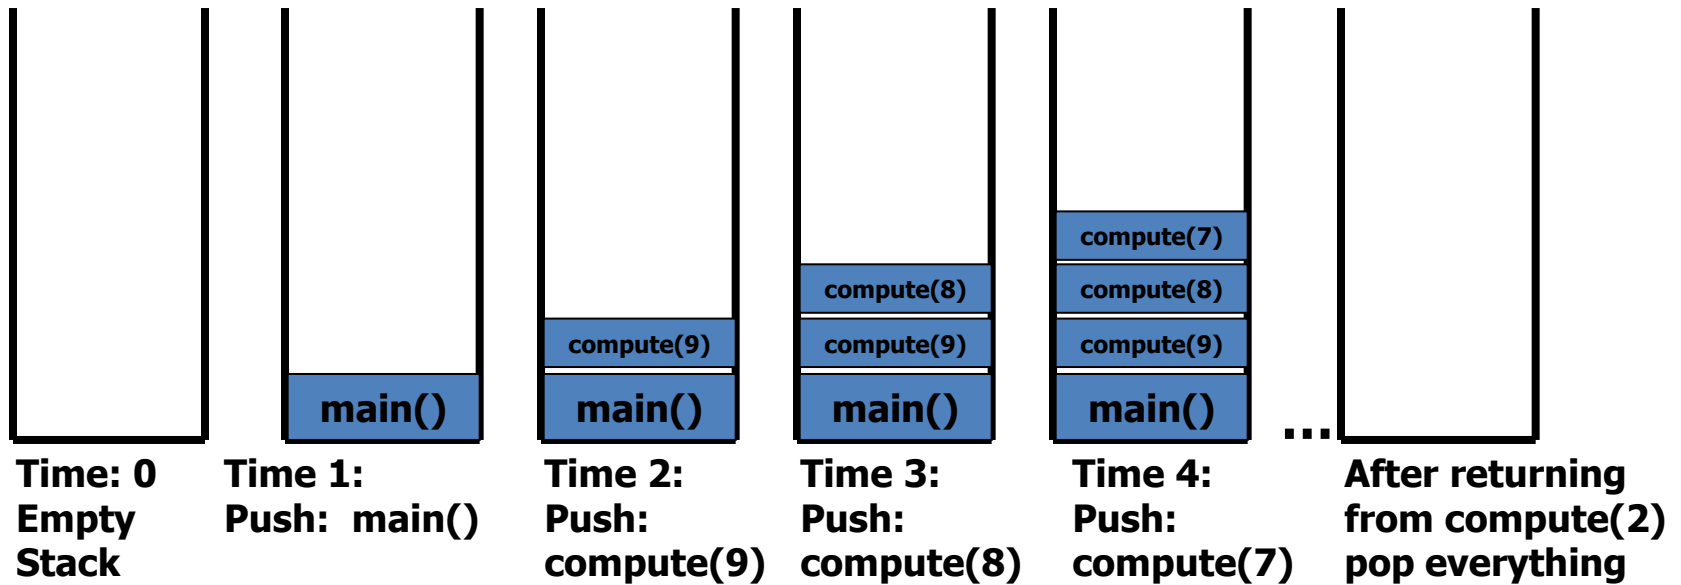 compute(7)
compute(8)
compute(8)
compute(9)
compute(9)
compute(9)
main()
main()
main()
main()
...
Time: 0
Empty
Stack
Time 1:
Push: main()
Time 2:
Push:
compute(9)
Time 3:
Push:
compute(8)
Time 4:
Push:
compute(7)
After returning
from compute(2)
pop everything